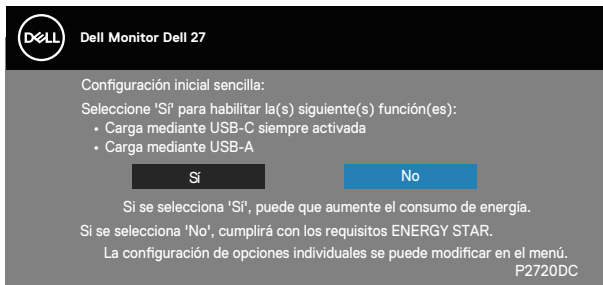 DELL
Dell Monitor Dell 27
Configuración inicial sencilla:
Seleccione 'Sí' para habilitar la(s) siguiente(s) función(es):
• Carga mediante USB-C siempre activada
• Carga mediante USB-A
Sí No
Si se selecciona 'Sí', puede que aumente el consumo de energía.
Si se selecciona 'No', cumplirá con los requisitos ENERGY STAR.
La configuración de opciones individuales se puede modificar en el menú.
P2720DC